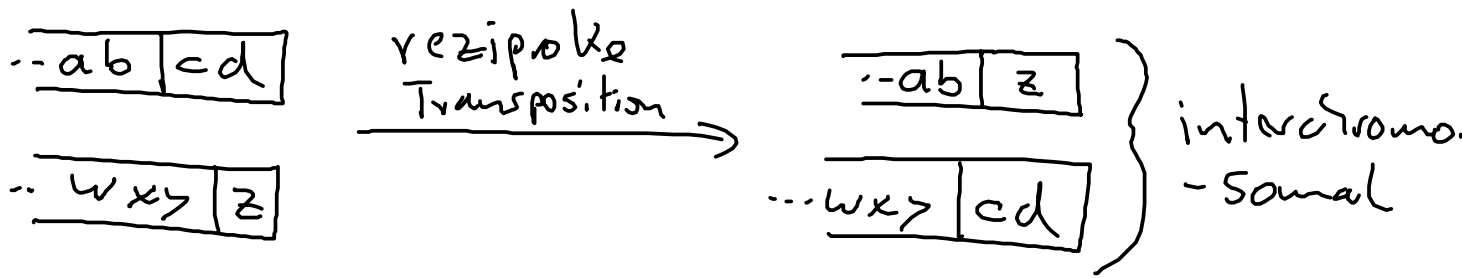 ··ab cd
reziproke
Transposition
··ab z
interchromo.
-somal
·· wxy z
···wxy cd